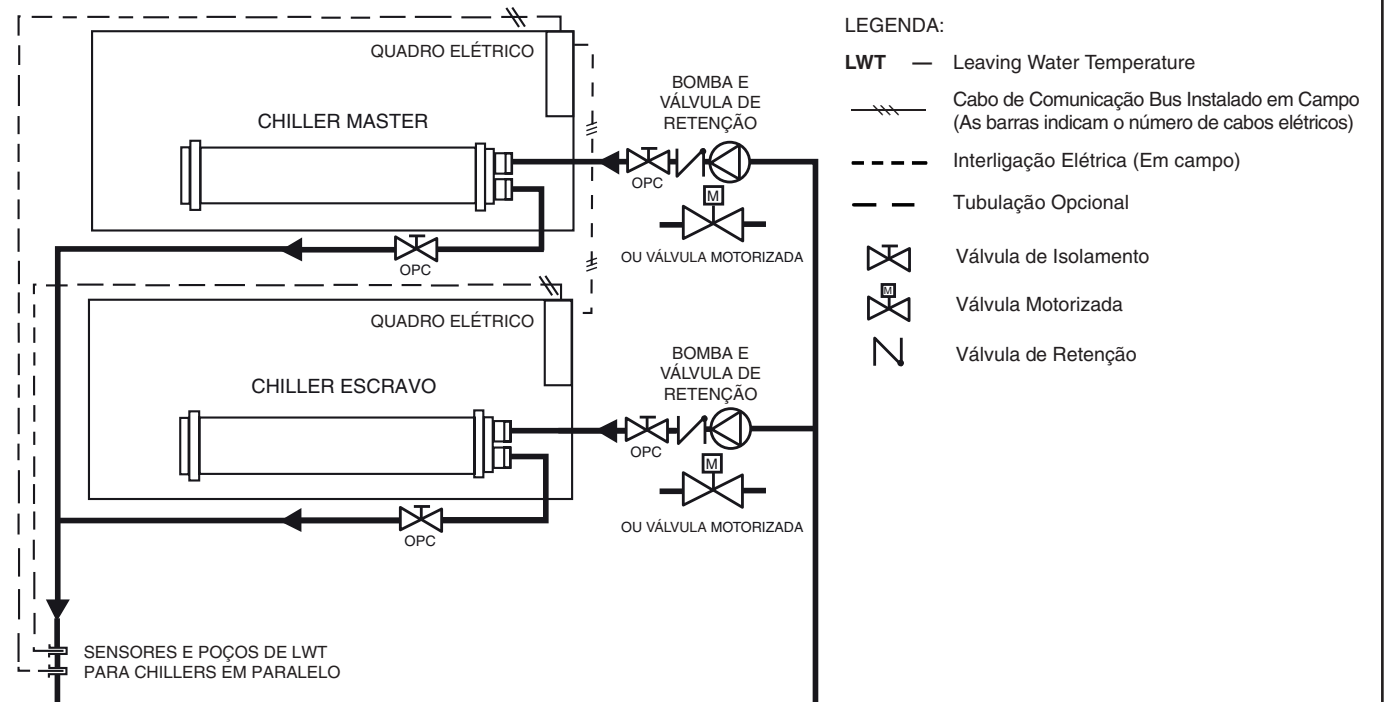 QUADRO ELÉTRICO
CHILLER MASTER
BOMBA E
VÁLVULA DE
RETENÇÃO
OPC
M
OU VÁLVULA MOTORIZADA
OPC
QUADRO ELÉTRICO
CHILLER ESCRAVO
BOMBA E
VÁLVULA DE
RETENÇÃO
OPC
M
OU VÁLVULA MOTORIZADA
OPC
SENSORES E POÇOS DE LWT
PARA CHILLERS EM PARALELO
LEGENDA:
LWT — Leaving Water Temperature
Cabo de Comunicação Bus Instalado em Campo
(As barras indicam o número de cabos elétricos)
Interligação Elétrica (Em campo)
Tubulação Opcional
Válvula de Isolamento
M
Válvula Motorizada
Válvula de Retenção